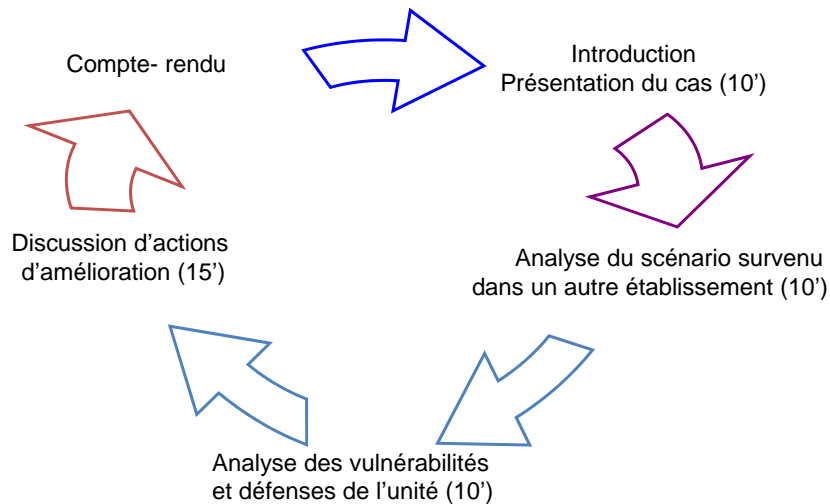 Compte- rendu
Introduction
Présentation du cas (10’)
Analyse du scénario survenu
dans un autre établissement (10’)
Analyse des vulnérabilités
et défenses de l’unité (10’)
Discussion d’actions
d’amélioration (15’)